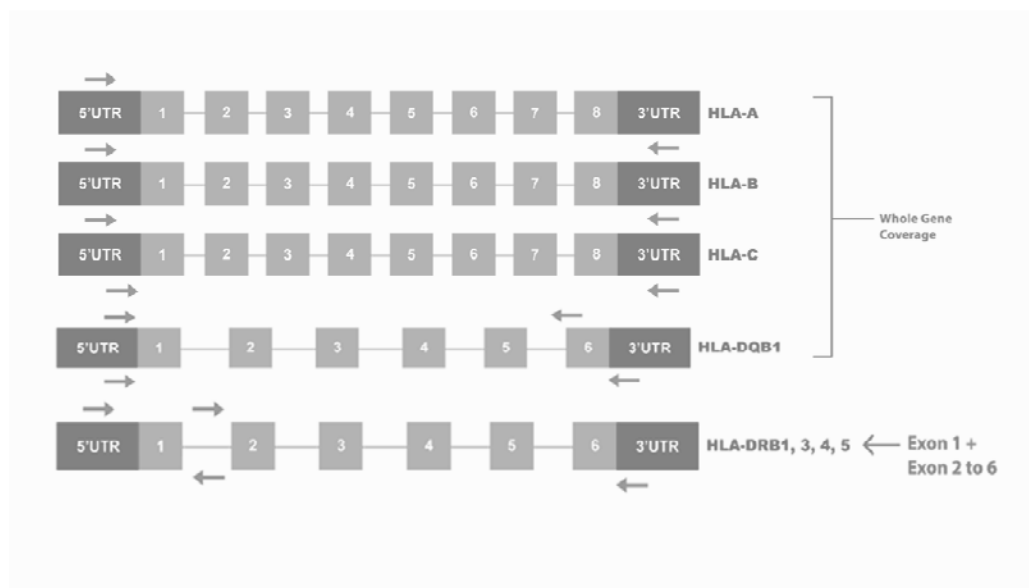 5'UTR 1 2 3 4 5 6 7 8 3'UTR HLA-A
5'UTR 1 2 3 4 5 6 7 8 3'UTR HLA-B
5'UTR 1 2 3 4 5 6 7 8 3'UTR HLA-C
Whole Gene
Coverage
5'UTR 1 2 3 4 5 6 3'UTR HLA-DQB1
5'UTR 1 2 3 4 5 6 3'UTR HLA-DRB1, 3, 4, 5
Exon 1 +
Exon 2 to 6